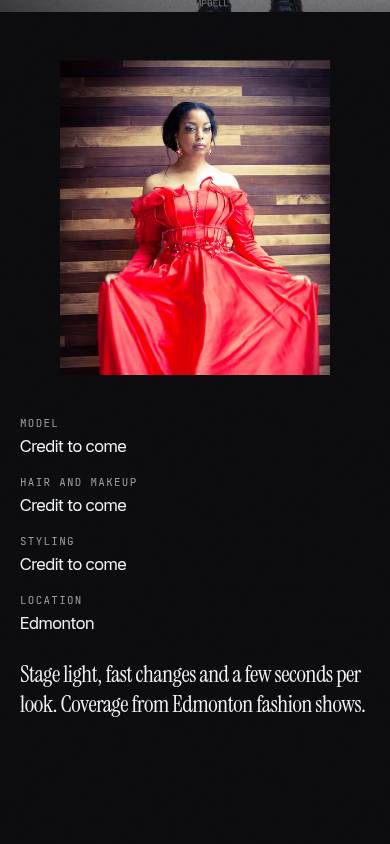 MODEL
Credit to come
HAIR AND MAKEUP
Credit to come
STYLING
Credit to come
LOCATION
Edmonton
Stage light, fast changes and a few seconds per
look. Coverage from Edmonton fashion shows.